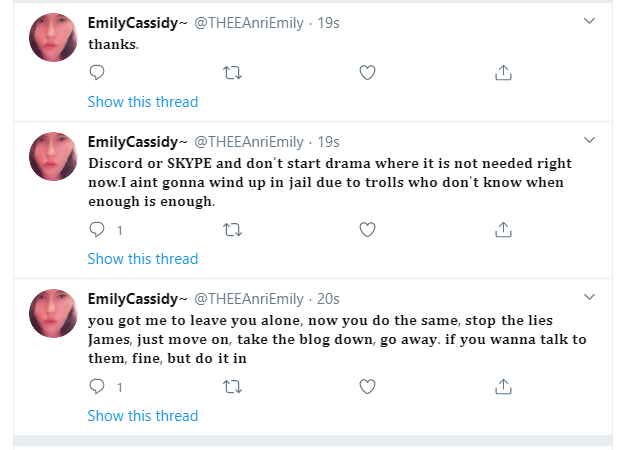 EmilyCassidy~ @THEEAnriEmily · 19s
thanks.
Show this thread
EmilyCassidy~ @THEEAnriEmily · 19s
Discord or SKYPE and don't start drama where it is not needed right
now.I aint gonna wind up in jail due to trolls who don't know when
enough is enough.
1
Show this thread
EmilyCassidy~ @THEEAnriEmily · 20s
you got me to leave you alone, now you do the same, stop the lies
James, just move on, take the blog down, go away. if you wanna talk to
them, fine, but do it in
1
Show this thread